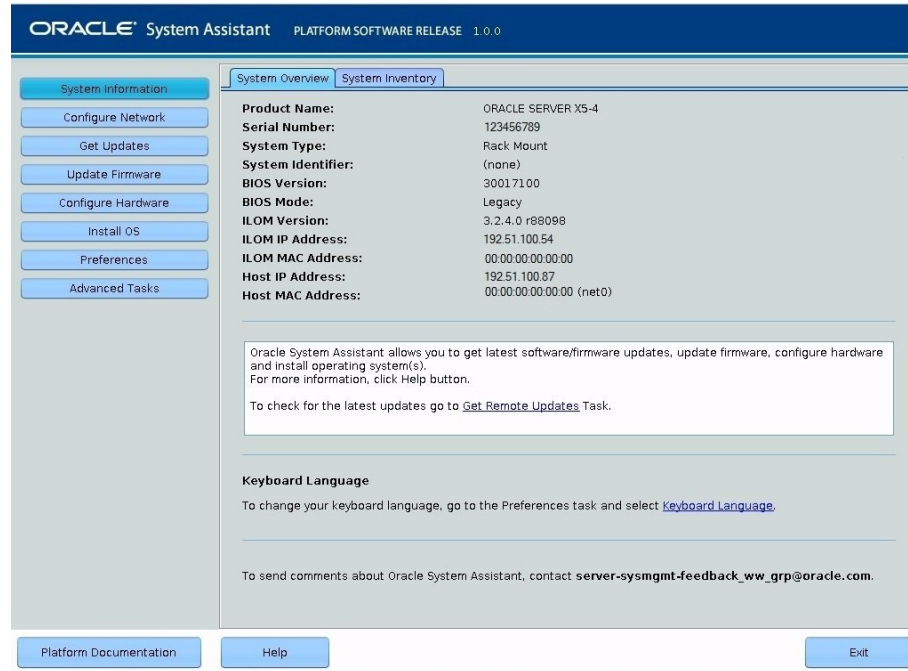 ORACLE System Assistant PLATFORM SOFTWARE RELEASE 1.0.0
System Information
Configure Network
Get Updates
Update Firmware
Configure Hardware
Install OS
Preferences
Advanced Tasks
System Overview System Inventory
Product Name: ORACLE SERVER X5-4
Serial Number: 123456789
System Type: Rack Mount
System Identifier: (none)
BIOS Version: 30017100
BIOS Mode: Legacy
ILOM Version: 3.2.4.0 r88098
ILOM IP Address: 192.51.100.54
ILOM MAC Address: 00:00:00:00:00:00
Host IP Address: 192.51.100.87
Host MAC Address: 00:00:00:00:00:00 (net0)
Oracle System Assistant allows you to get latest software/firmware updates, update firmware, configure hardware
and install operating system(s).
For more information, click Help button.
To check for the latest updates go to Get Remote Updates Task.
Keyboard Language
To change your keyboard language, go to the Preferences task and select Keyboard Language.
To send comments about Oracle System Assistant, contact server-sysmgmt-feedback_ww_grp@oracle.com.
Platform Documentation Help Exit